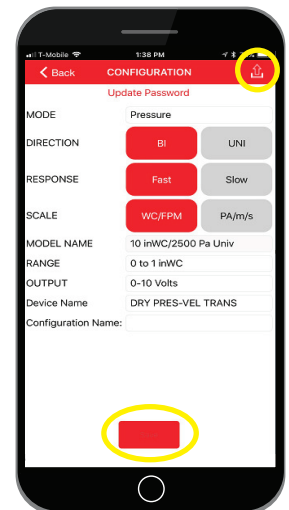 T-Mobile 1:38 PM
Back CONFIGURATION
Update Password
MODE Pressure
DIRECTION BI UNI
RESPONSE Fast Slow
SCALE WC/FPM PA/m/s
MODEL NAME 10 inWC/2500 Pa Univ
RANGE 0 to 1 inWC
OUTPUT 0-10 Volts
Device Name DRY PRES-VEL TRANS
Configuration Name: